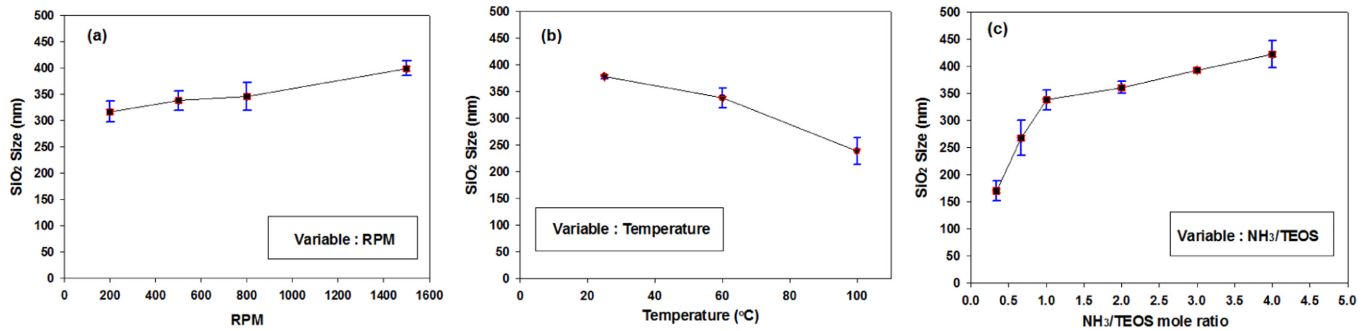 (a)
500
450
400
350
300
250
200
150
100
50
0
SiO₂ Size (nm)
Variable : RPM
0 200 400 600 800 1000 1200 1400 1600
RPM
(b)
500
450
400
350
300
250
200
150
100
50
0
SiO₂ Size (nm)
Variable : Temperature
0 20 40 60 80 100
Temperature (°C)
(c)
500
450
400
350
300
250
200
150
100
50
0
SiO₂ Size (nm)
Variable : NH₃/TEOS
0.0 0.5 1.0 1.5 2.0 2.5 3.0 3.5 4.0 4.5 5.0
NH₃/TEOS mole ratio